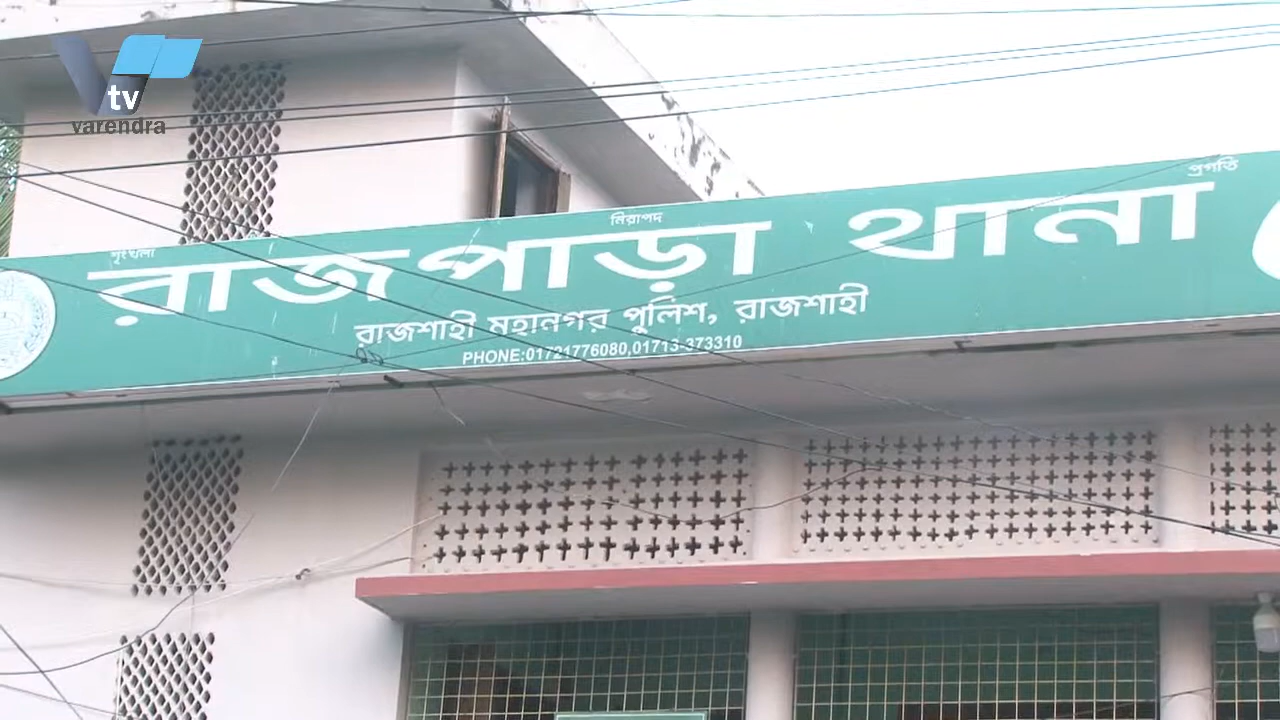 tv
varendra
শৃংখলা নিরাপদ প্রগতি
রাজপাড়া থানা
রাজশাহী মহানগর পুলিশ, রাজশাহী
PHONE:01721776080,01713-373310